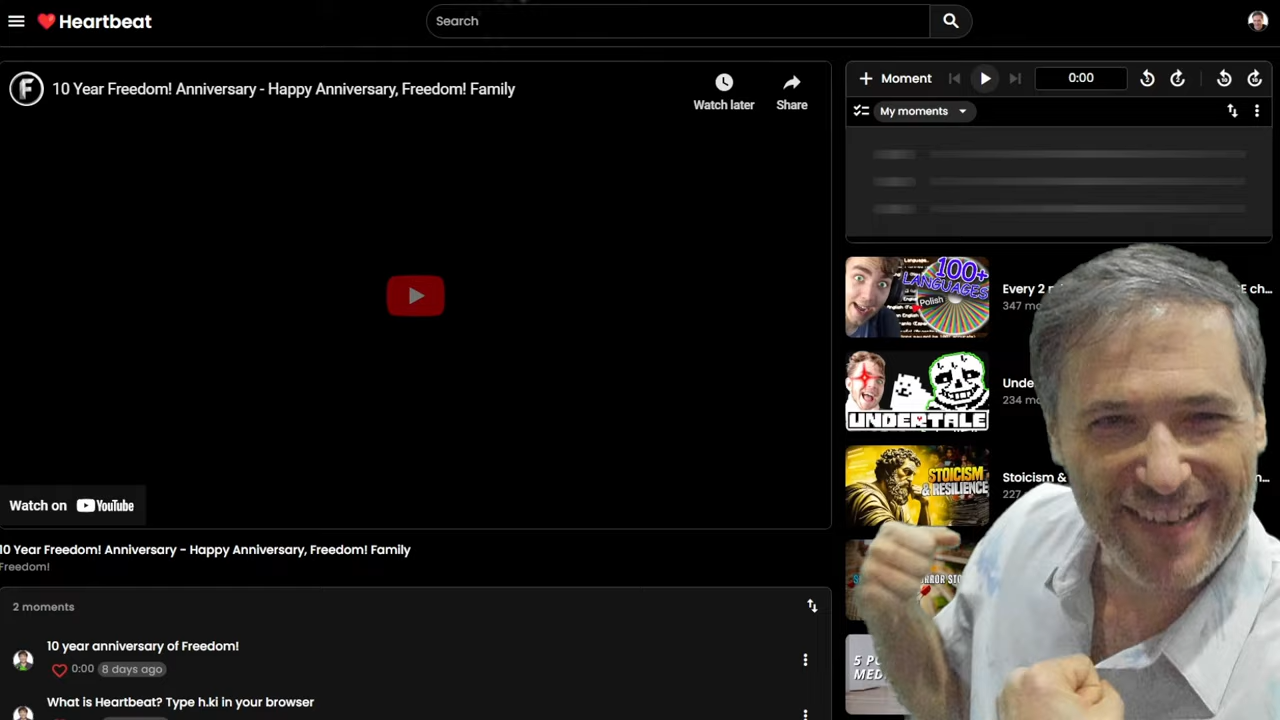 Heartbeat
Search
F
10 Year Freedom! Anniversary - Happy Anniversary, Freedom! Family
Watch later
Share
Watch on YouTube
10 Year Freedom! Anniversary - Happy Anniversary, Freedom! Family
Freedom!
2 moments
10 year anniversary of Freedom!
0:00 8 days ago
What is Heartbeat? Type h.ki in your browser
+ Moment
0:00
My moments
100+
LANGUAGES
Polish
Every 2
347
UNDERTALE
234
STOICISM
& RESILIENCE
Stoicism &
227